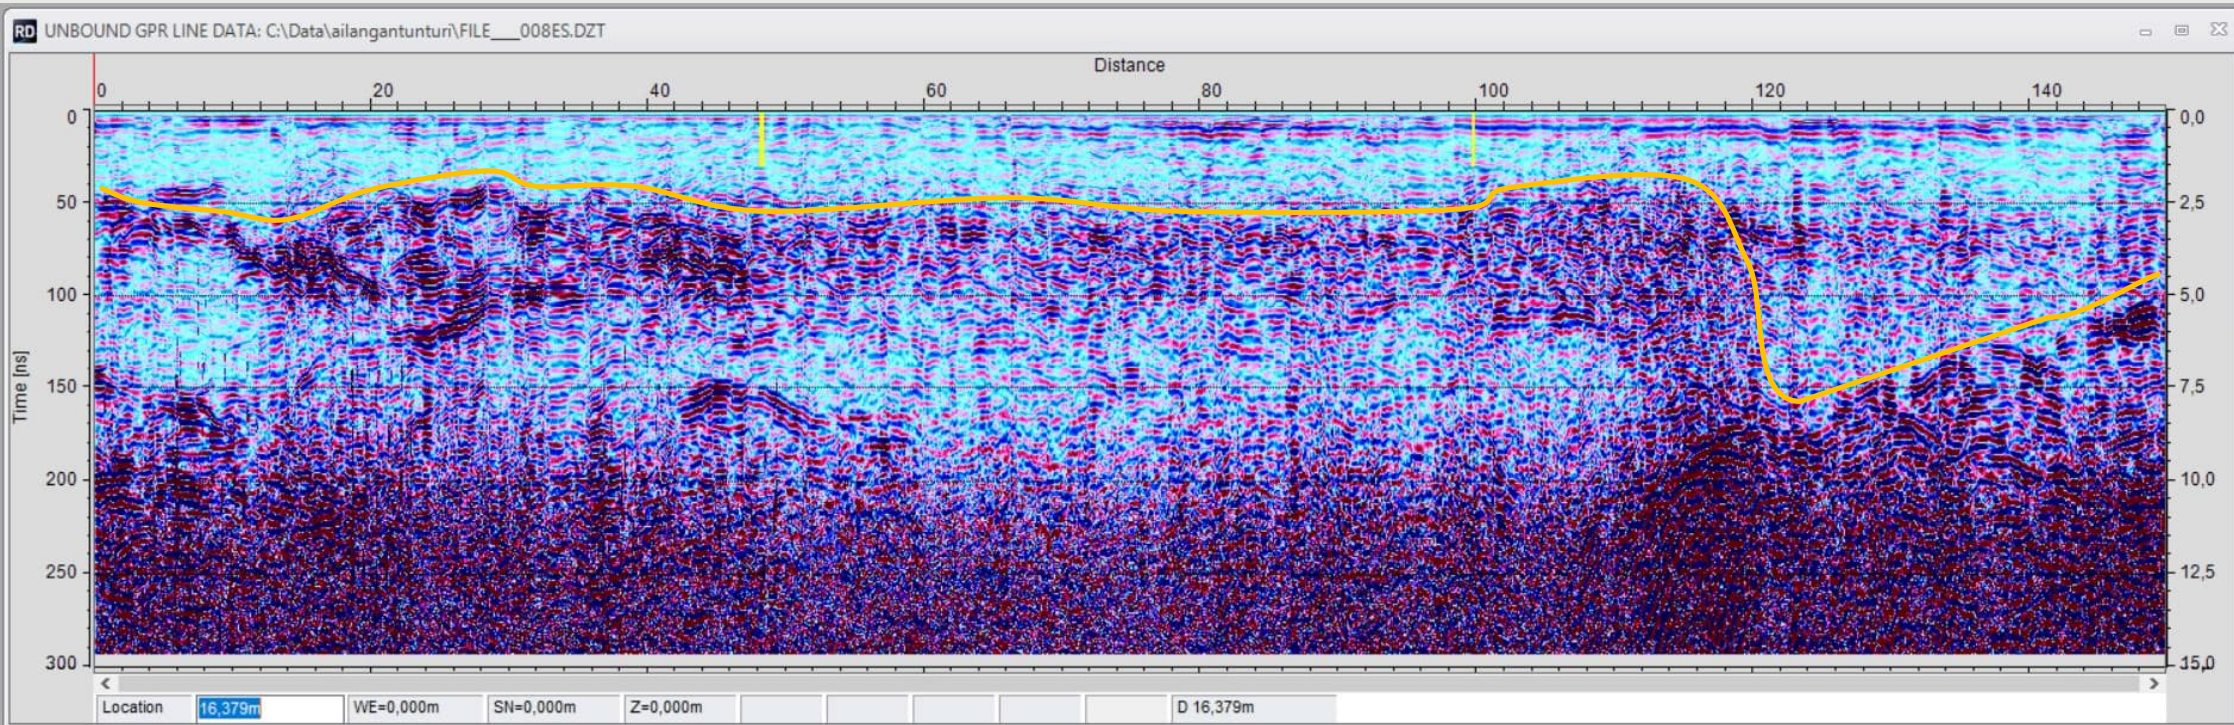 RD UNBOUND GPR LINE DATA: C:\Data\ailangantunturi\FILE___008ES.DZT
Distance
0 20 40 60 80 100 120 140
Time [ns]
0 0,0
50 2,5
100 5,0
150 7,5
200 10,0
250 12,5
300 15,0
Location 16,379m WE=0,000m SN=0,000m Z=0,000m D 16,379m